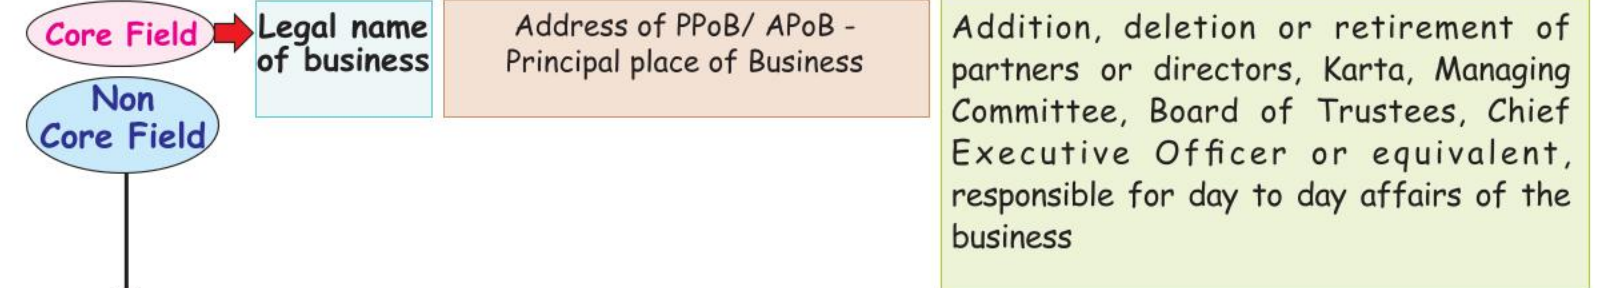 Core Field
Legal name
of business
Address of PPoB/ APoB -
Principal place of Business
Addition, deletion or retirement of
partners or directors, Karta, Managing
Committee, Board of Trustees, Chief
Executive Officer or equivalent,
responsible for day to day affairs of the
business
Non
Core Field